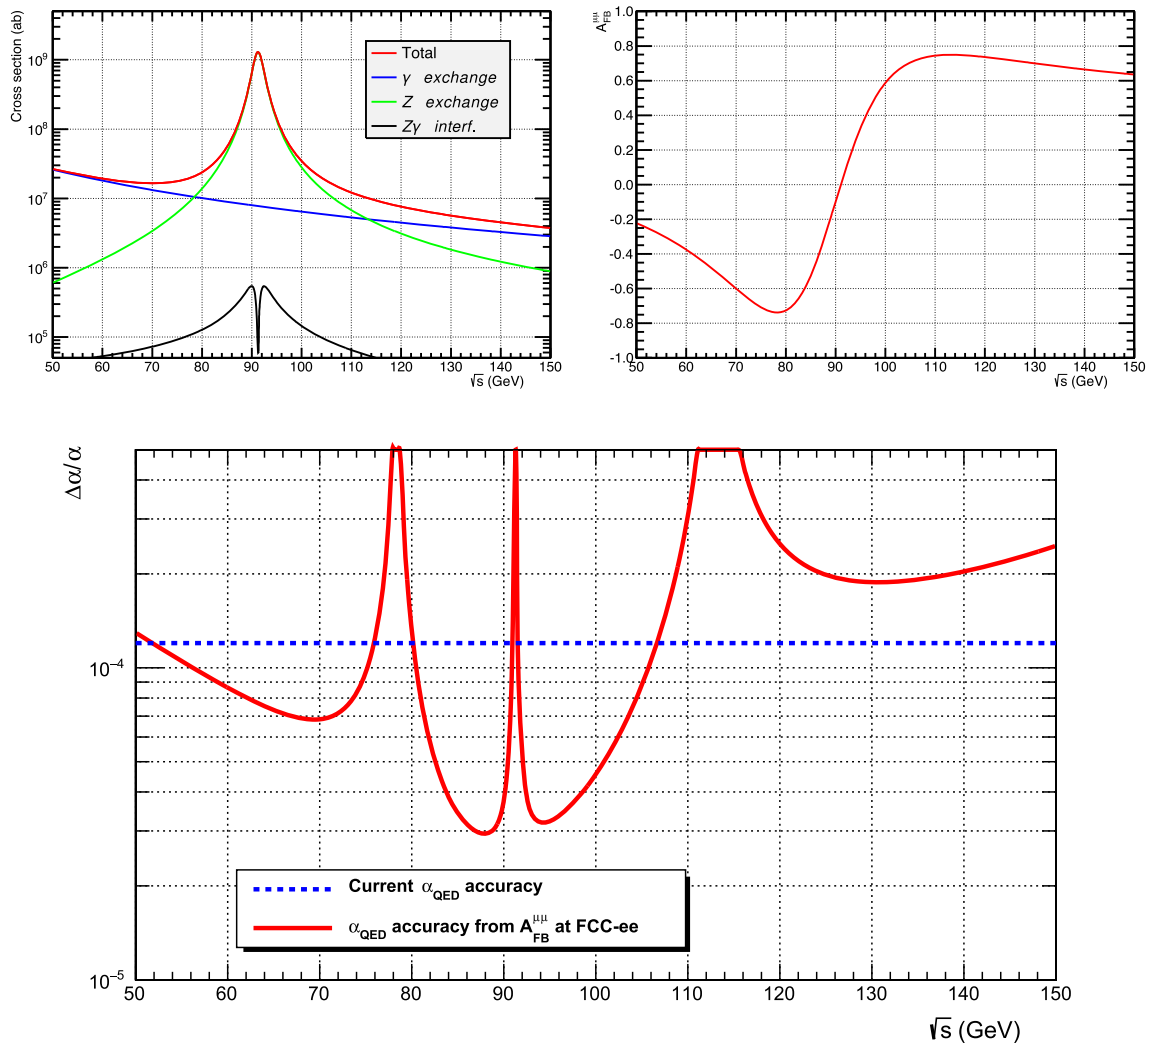 Cross section (ab)
10⁹
10⁸
10⁷
10⁶
10⁵
Total
γ exchange
Z exchange
Zγ interf.
50 60 70 80 90 100 110 120 130 140 150
√s (GeV)
A_FB^μμ
1.0
0.8
0.6
0.4
0.2
0.0
-0.2
-0.4
-0.6
-0.8
-1.0
50 60 70 80 90 100 110 120 130 140 150
√s (GeV)
Δα/α
10⁻⁴
10⁻⁵
Current α_QED accuracy
α_QED accuracy from A_FB^μμ at FCC-ee
50 60 70 80 90 100 110 120 130 140 150
√s (GeV)